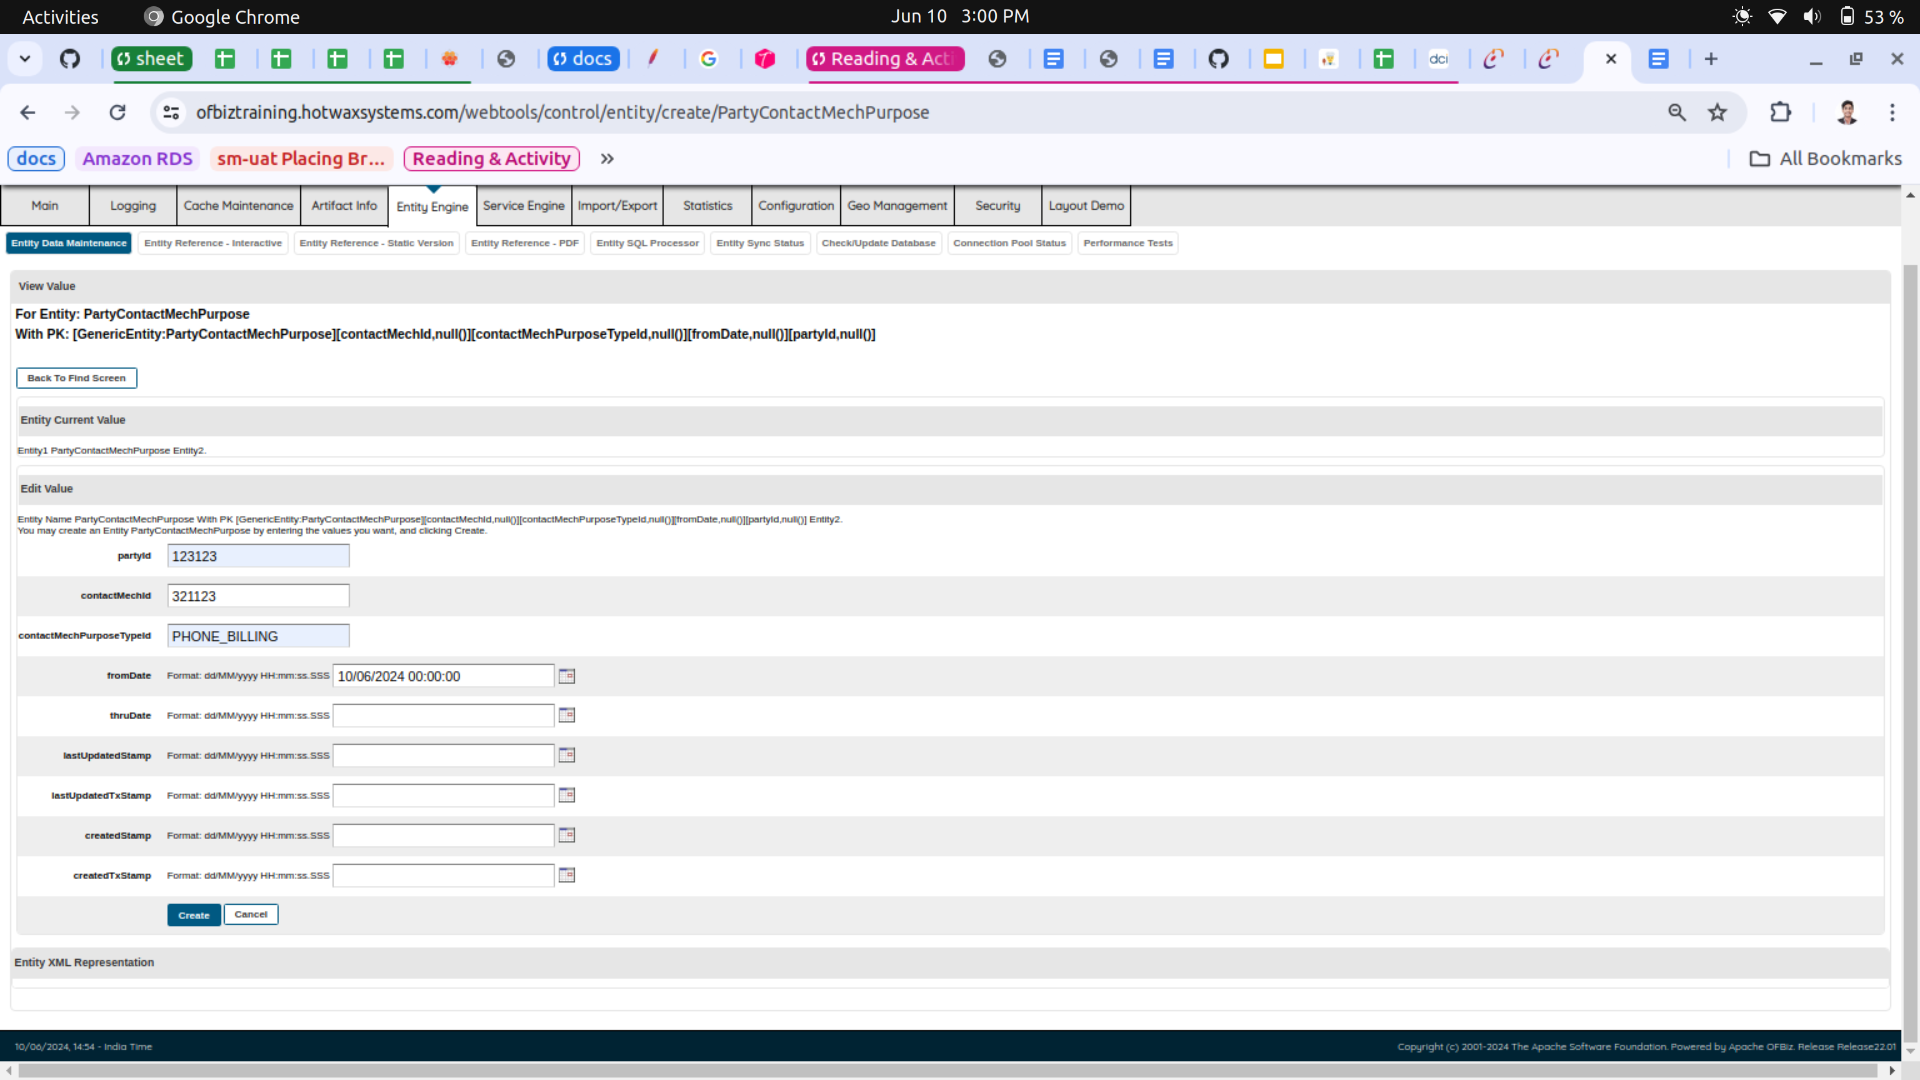 Activities Google Chrome Jun 10 3:00 PM 53 %
sheet docs Reading & Acti dci
ofbiztraining.hotwaxsystems.com/webtools/control/entity/create/PartyContactMechPurpose
docs Amazon RDS sm-uat Placing Br... Reading & Activity » All Bookmarks
Main Logging Cache Maintenance Artifact Info Entity Engine Service Engine Import/Export Statistics Configuration Geo Management Security Layout Demo
Entity Data Maintenance Entity Reference - Interactive Entity Reference - Static Version Entity Reference - PDF Entity SQL Processor Entity Sync Status Check/Update Database Connection Pool Status Performance Tests
View Value
For Entity: PartyContactMechPurpose
With PK: [GenericEntity:PartyContactMechPurpose][contactMechId,null()][contactMechPurposeTypeId,null()][fromDate,null()][partyId,null()]
Back To Find Screen
Entity Current Value
Entity1 PartyContactMechPurpose Entity2.
Edit Value
Entity Name PartyContactMechPurpose With PK [GenericEntity:PartyContactMechPurpose][contactMechId,null()][contactMechPurposeTypeId,null()][fromDate,null()][partyId,null()] Entity2.
You may create an Entity PartyContactMechPurpose by entering the values you want, and clicking Create.
partyId 123123
contactMechId 321123
contactMechPurposeTypeId PHONE_BILLING
fromDate Format: dd/MM/yyyy HH:mm:ss.SSS 10/06/2024 00:00:00
thruDate Format: dd/MM/yyyy HH:mm:ss.SSS
lastUpdatedStamp Format: dd/MM/yyyy HH:mm:ss.SSS
lastUpdatedTxStamp Format: dd/MM/yyyy HH:mm:ss.SSS
createdStamp Format: dd/MM/yyyy HH:mm:ss.SSS
createdTxStamp Format: dd/MM/yyyy HH:mm:ss.SSS
Create Cancel
Entity XML Representation
10/06/2024, 14:54 - India Time Copyright (c) 2001-2024 The Apache Software Foundation. Powered by Apache OFBiz. Release Release22.01